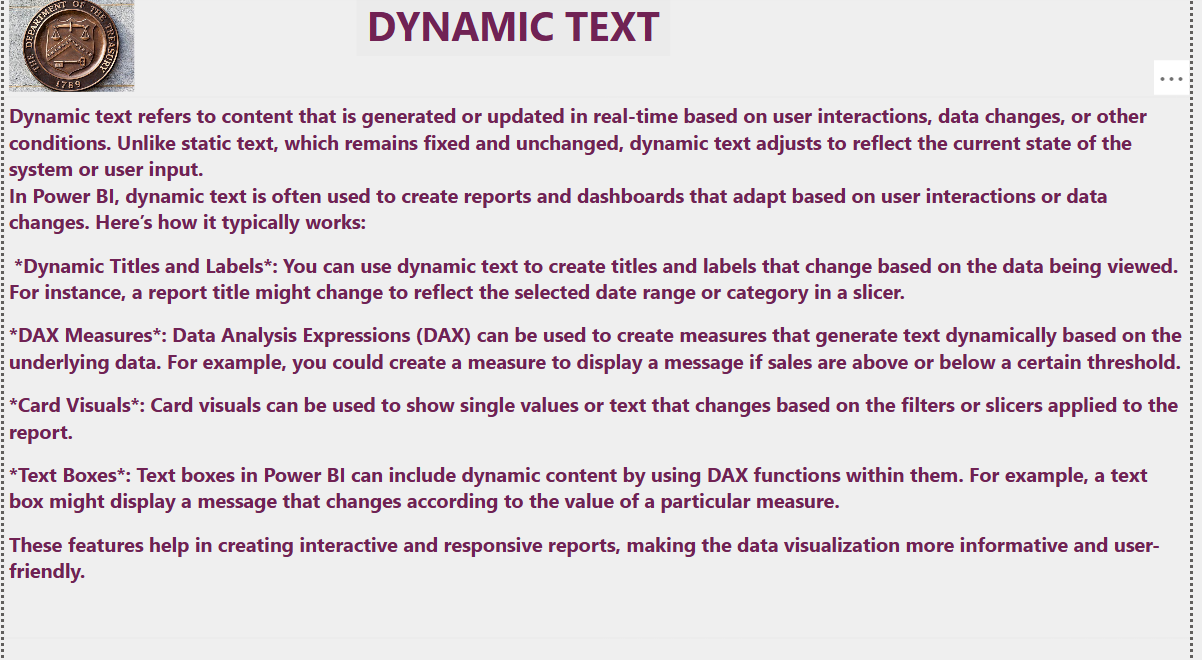 THE DEPARTMENT OF THE TREASURY
1789
DYNAMIC TEXT
Dynamic text refers to content that is generated or updated in real-time based on user interactions, data changes, or other
conditions. Unlike static text, which remains fixed and unchanged, dynamic text adjusts to reflect the current state of the
system or user input.
In Power BI, dynamic text is often used to create reports and dashboards that adapt based on user interactions or data
changes. Here’s how it typically works:
*Dynamic Titles and Labels*: You can use dynamic text to create titles and labels that change based on the data being viewed.
For instance, a report title might change to reflect the selected date range or category in a slicer.
*DAX Measures*: Data Analysis Expressions (DAX) can be used to create measures that generate text dynamically based on the
underlying data. For example, you could create a measure to display a message if sales are above or below a certain threshold.
*Card Visuals*: Card visuals can be used to show single values or text that changes based on the filters or slicers applied to the
report.
*Text Boxes*: Text boxes in Power BI can include dynamic content by using DAX functions within them. For example, a text
box might display a message that changes according to the value of a particular measure.
These features help in creating interactive and responsive reports, making the data visualization more informative and user-
friendly.